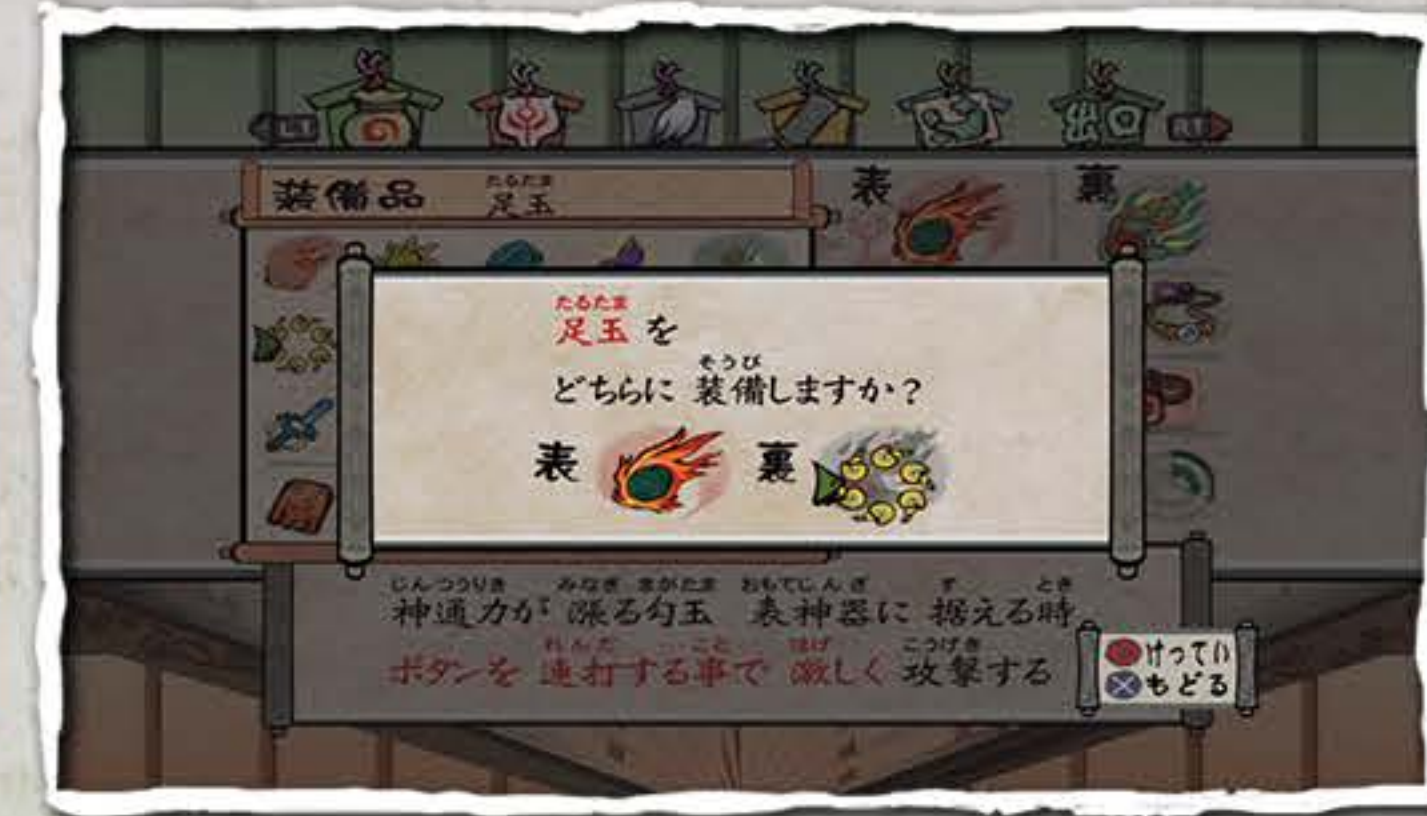 L1
出口
R1
装備品
たるたま
足玉
表
裏
たるたま
足玉を
そうび
どちらに 装備しますか？
表
裏
じんつうりき みなぎ まがたま おもてじんぎ す とき
神通力が 漲る勾玉 表神器に 据える時
れんだ こと はげ こうげき
ボタンを 連打する事で 激しく 攻撃する
けってい
もどる